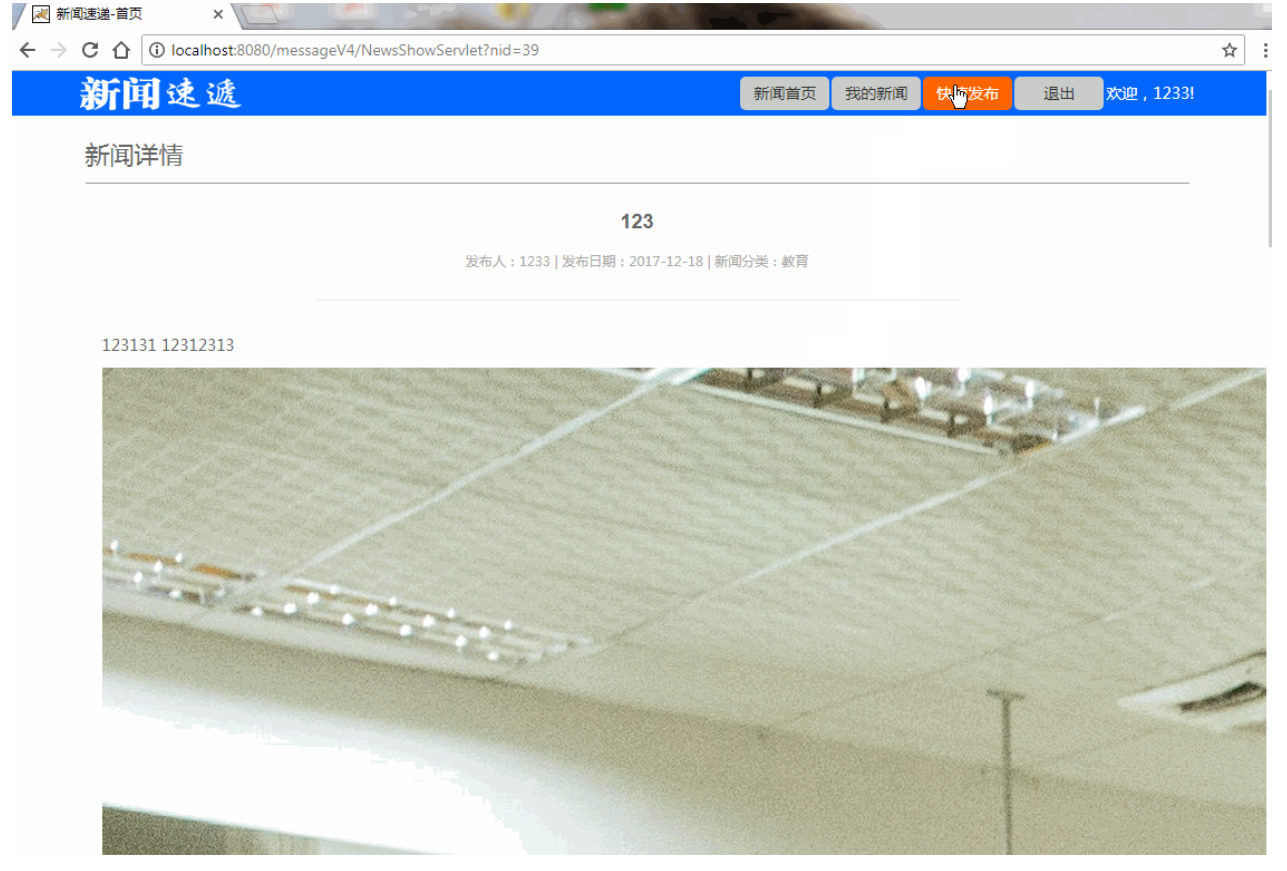 新闻速递-首页
localhost:8080/messageV4/NewsShowServlet?nid=39
新闻速递
新闻首页 我的新闻 发布 退出 欢迎，1233!
新闻详情
123
发布人：1233 | 发布日期：2017-12-18 | 新闻分类：教育
123131 12312313